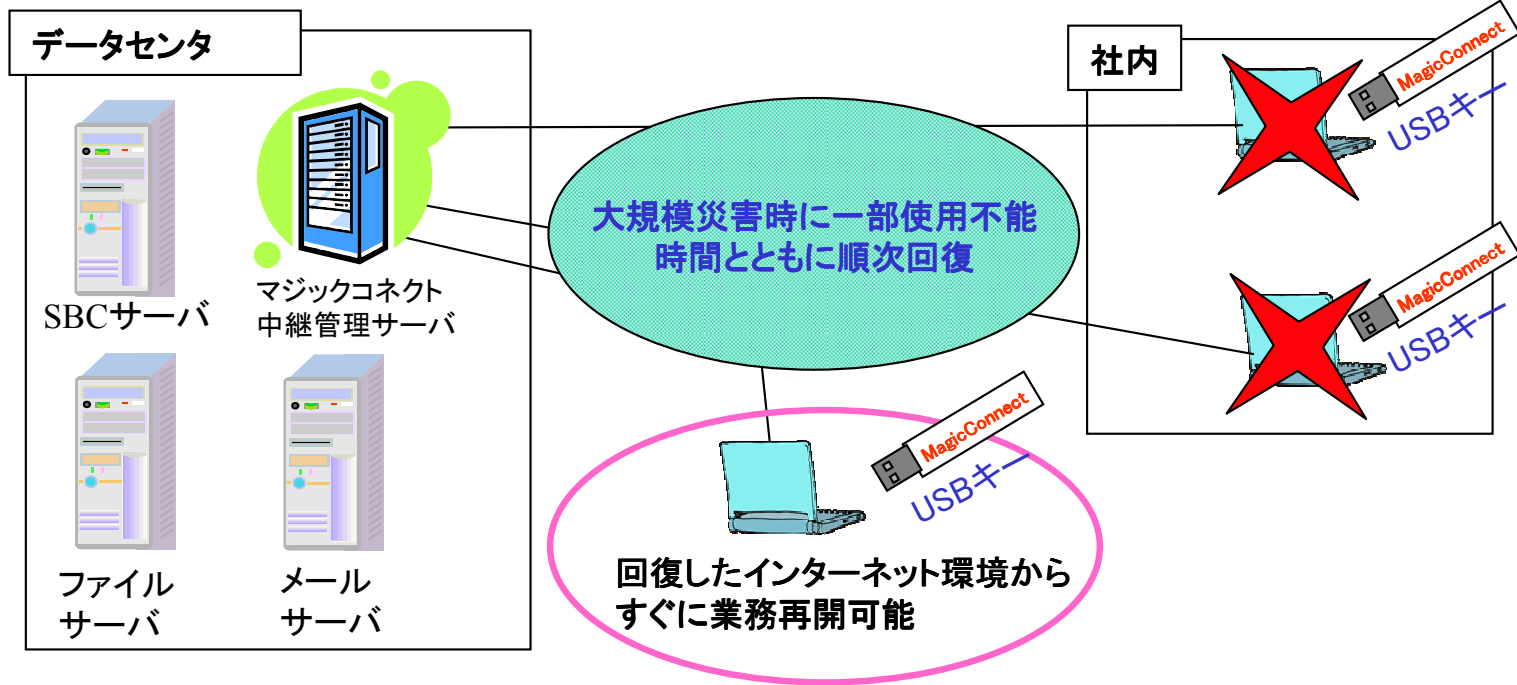 データセンタ
SBCサーバ
マジックコネクト
中継管理サーバ
ファイル
サーバ
メール
サーバ
大規模災害時に一部使用不能
時間とともに順次回復
社内
MagicConnect
USBキー
MagicConnect
USBキー
MagicConnect
USBキー
回復したインターネット環境から
すぐに業務再開可能